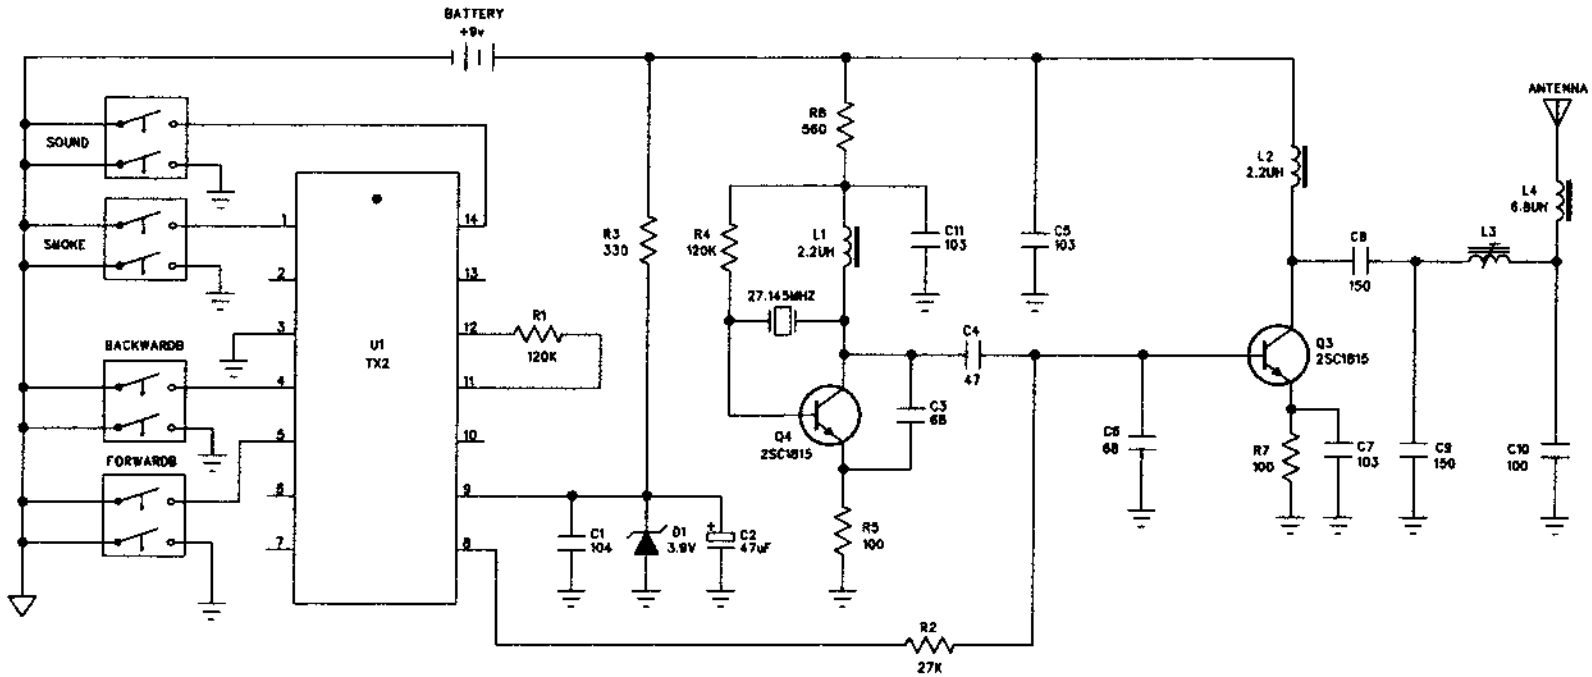 BATTERY
+9v
ANTENNA
SOUND
SMOKE
BACKWARDB
FORWARDB
1
2
3
4
5
6
7
14
13
12
11
10
9
8
U1
TX2
R1
120K
R3
330
R4
120K
R6
560
L1
2.2UH
C11
103
C5
103
27.145MHZ
C4
47
Q4
2SC1815
C3
68
R5
100
C1
104
D1
3.9V
+
C2
47uF
R2
27K
C6
68
L2
2.2UH
Q3
2SC1815
R7
100
C7
103
C8
150
C9
150
L3
L4
6.8UH
C10
100